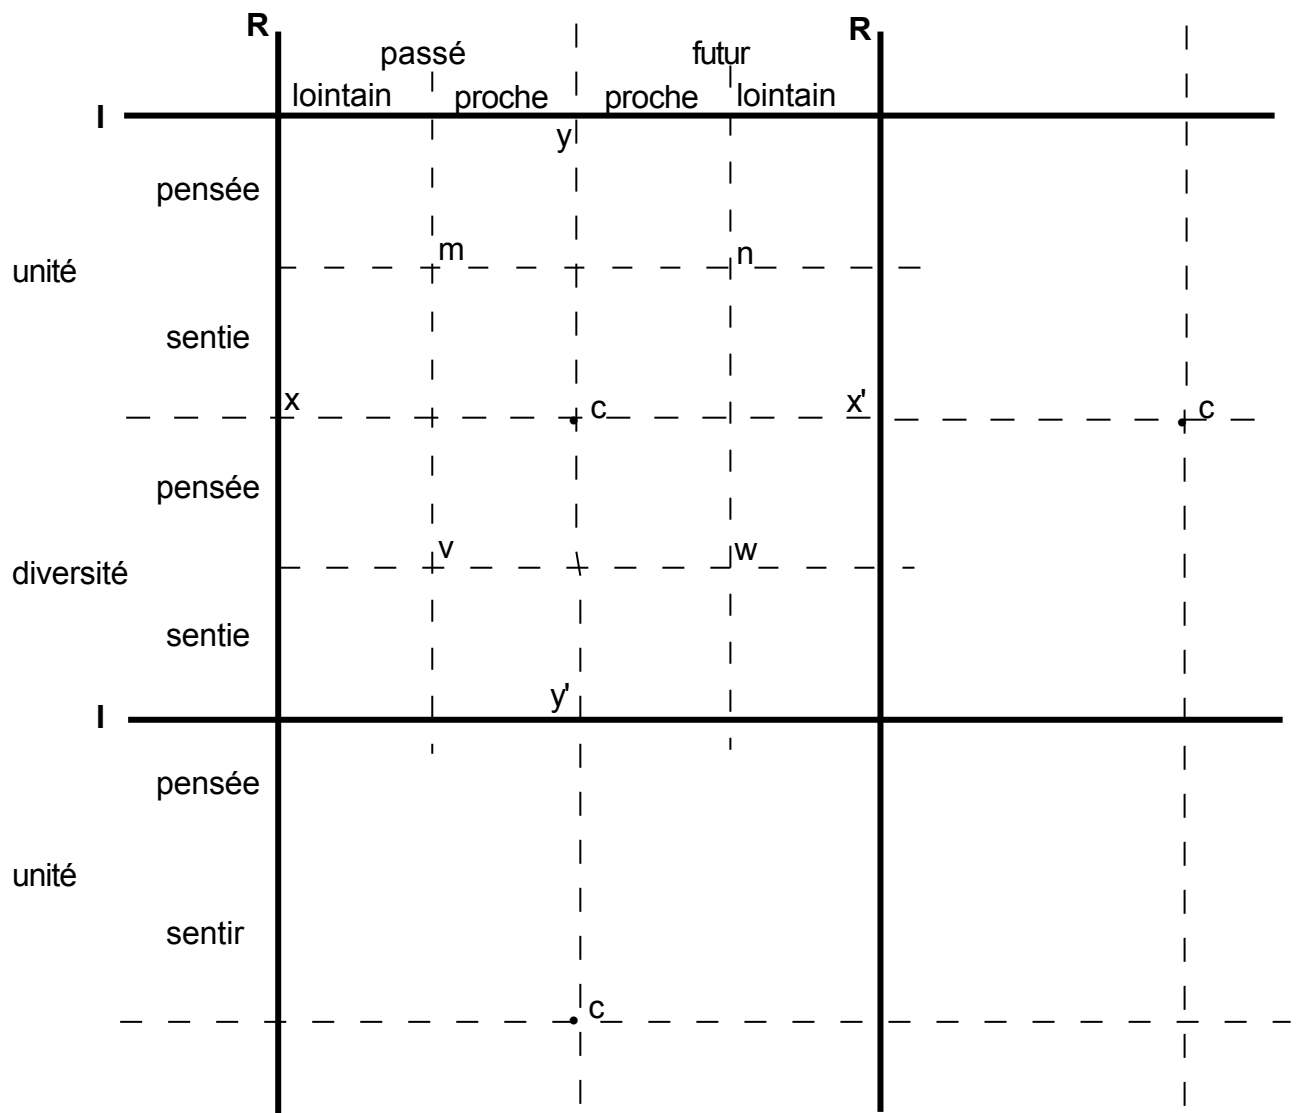 R R
passé futur
lointain proche proche lointain
I
y
pensée
m n
unité
sentie
x c x' c
pensée
v w
diversité
sentie
y'
I
pensée
unité
sentir
c